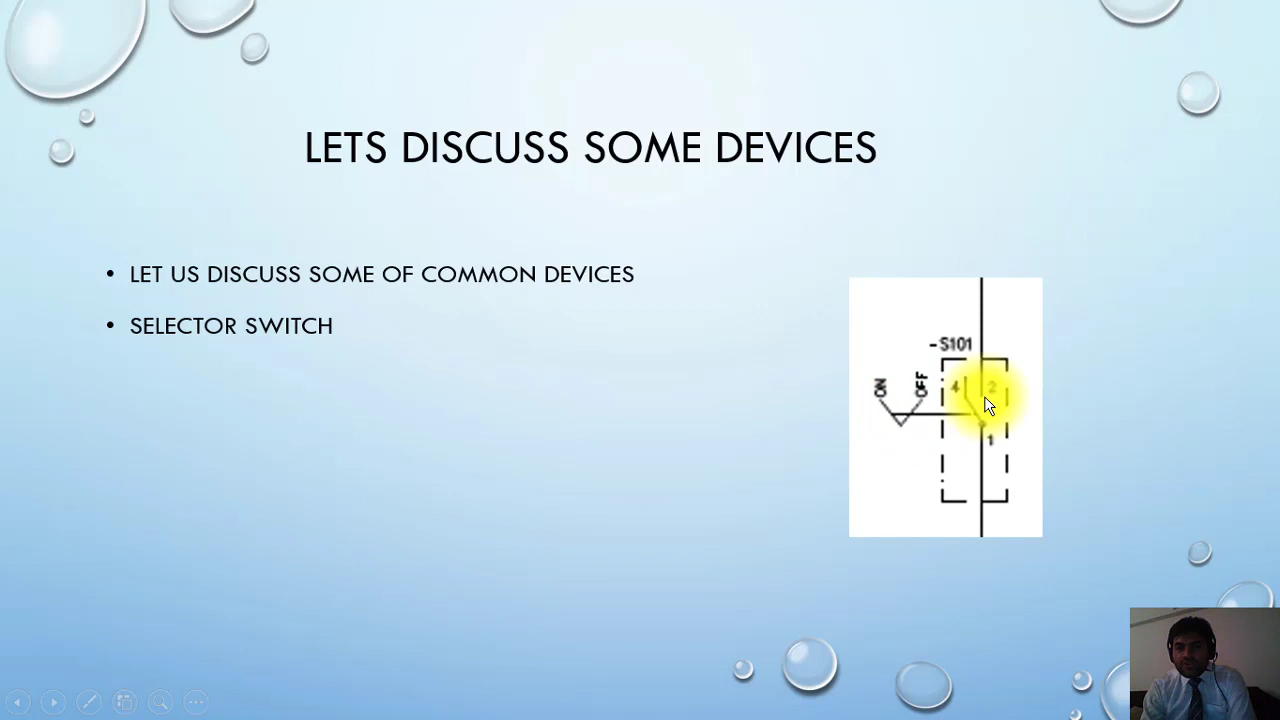 LETS DISCUSS SOME DEVICES
• LET US DISCUSS SOME OF COMMON DEVICES
• SELECTOR SWITCH
-S101
ON
OFF
4
2
1